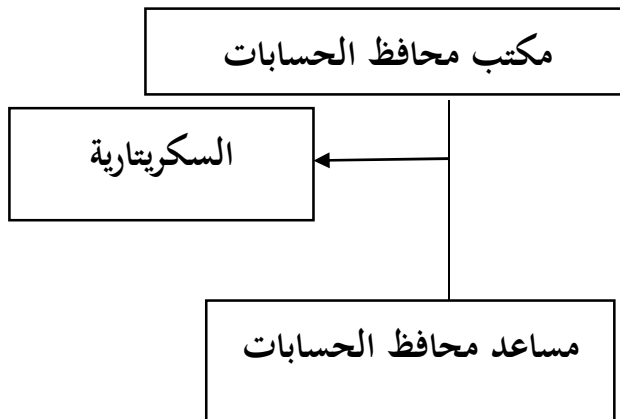 مكتب محافظ الحسابات
السكريتارية
مساعد محافظ الحسابات